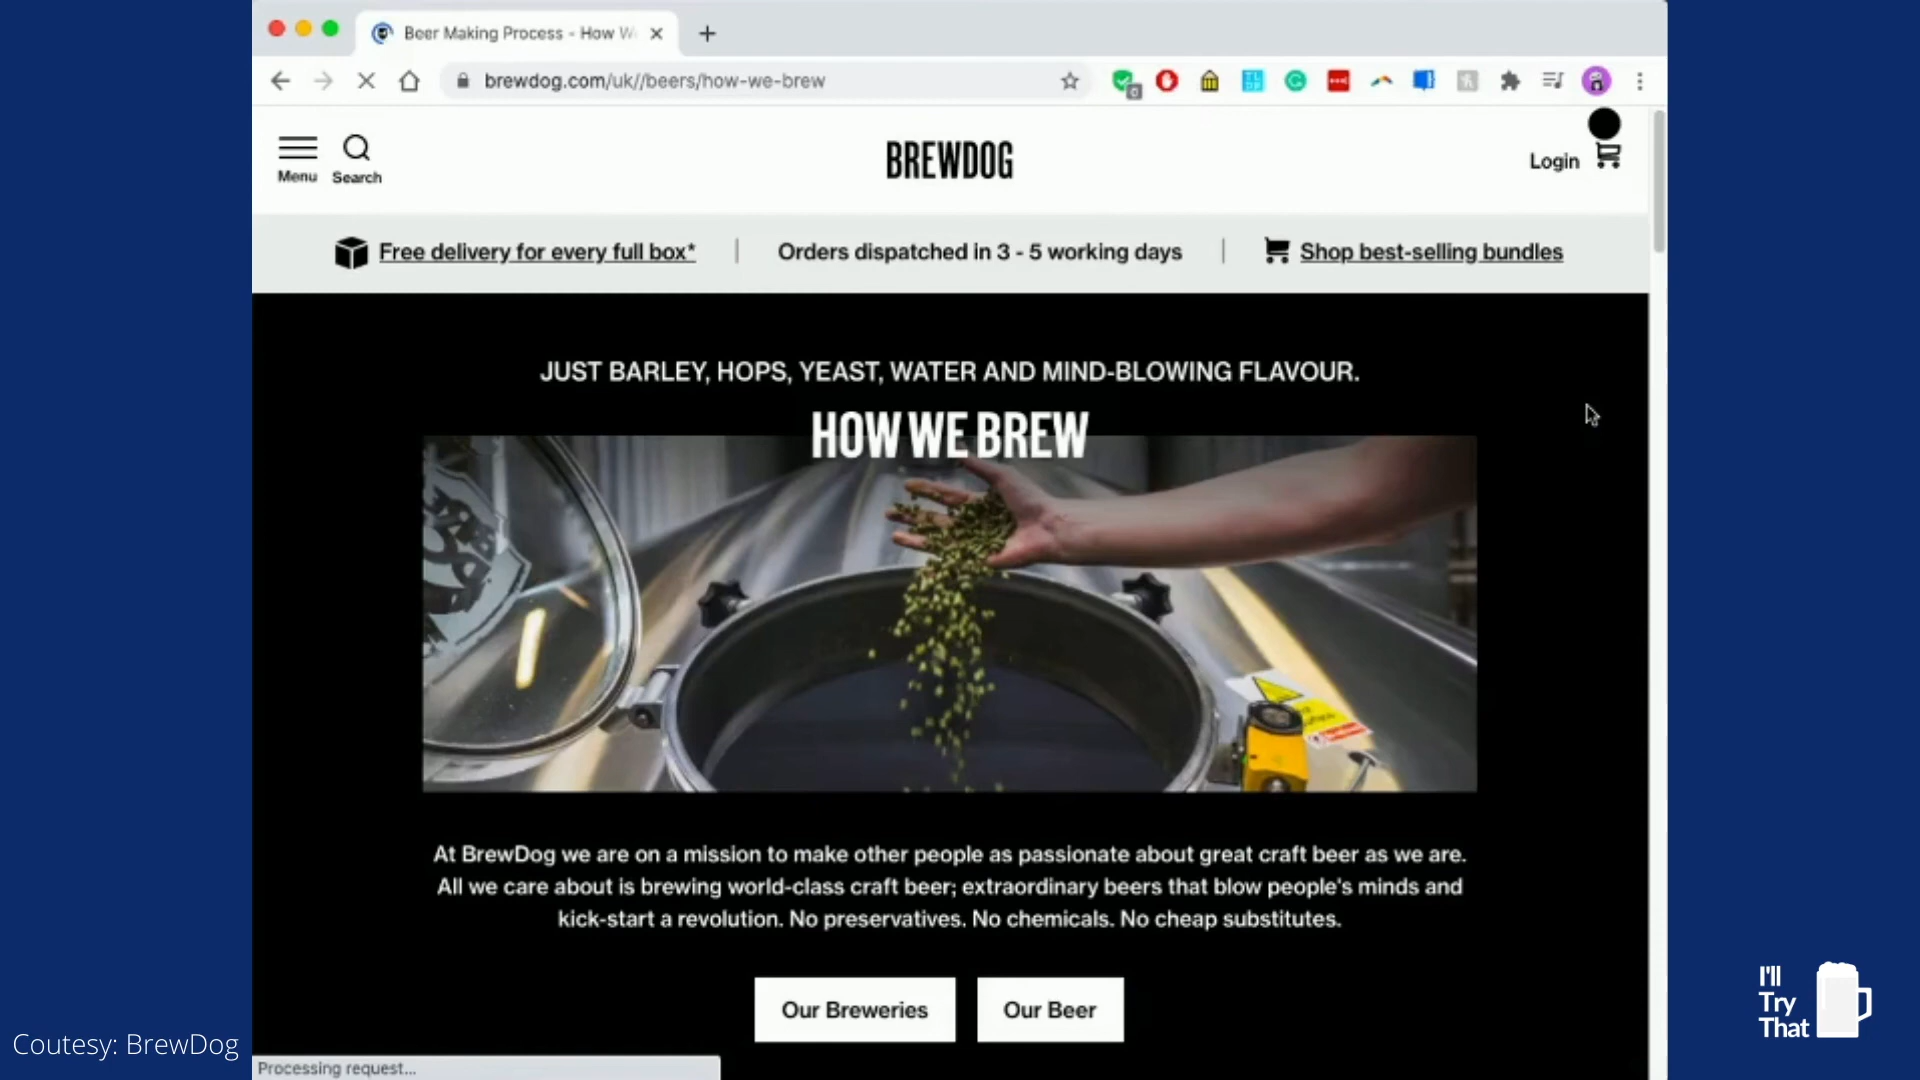 Beer Making Process - How W
brewdog.com/uk//beers/how-we-brew
Menu
Search
BREWDOG
Login
Free delivery for every full box*
Orders dispatched in 3 - 5 working days
Shop best-selling bundles
JUST BARLEY, HOPS, YEAST, WATER AND MIND-BLOWING FLAVOUR.
HOW WE BREW
At BrewDog we are on a mission to make other people as passionate about great craft beer as we are.
All we care about is brewing world-class craft beer; extraordinary beers that blow people's minds and
kick-start a revolution. No preservatives. No chemicals. No cheap substitutes.
Our Breweries
Our Beer
Processing request...
Coutesy: BrewDog
I'll
Try
That